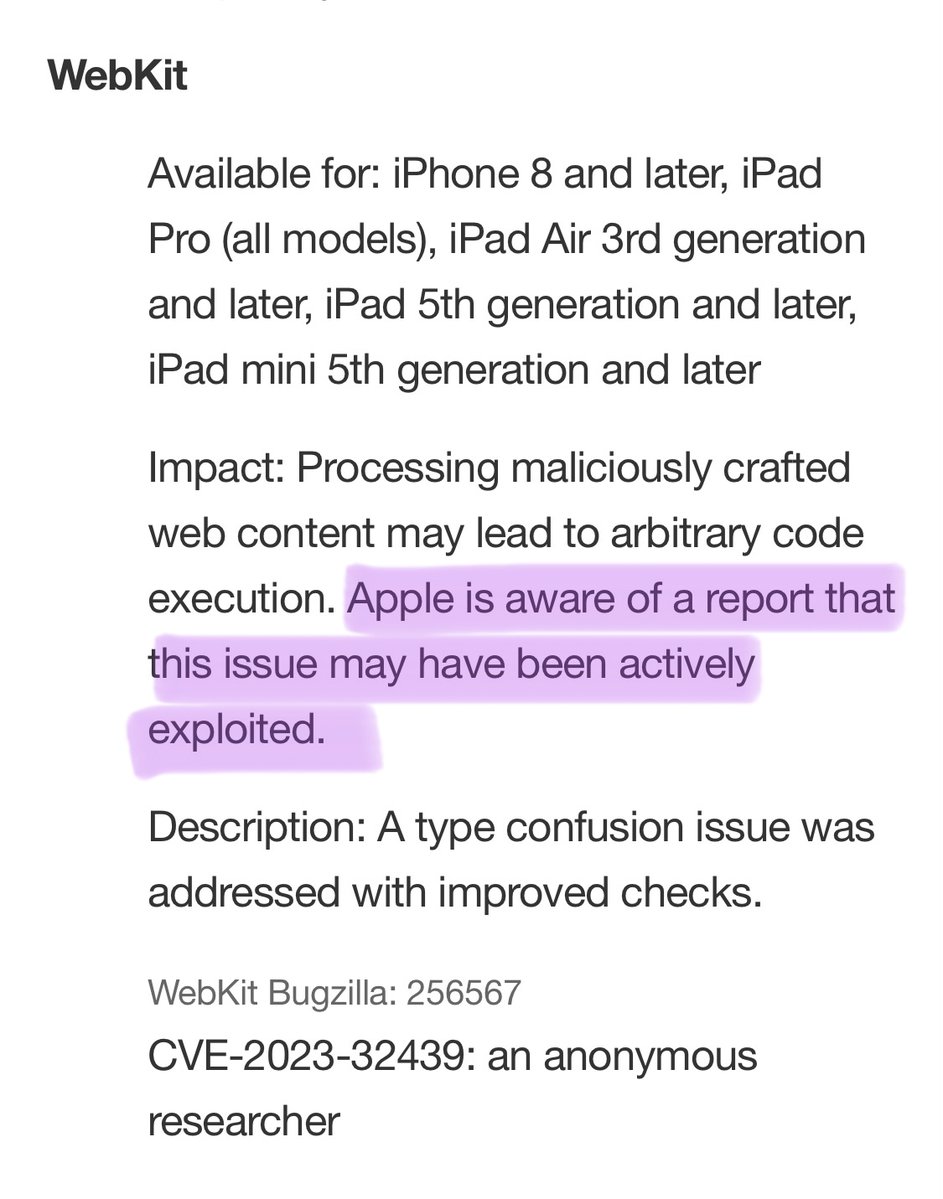 WebKit
Available for: iPhone 8 and later, iPad
Pro (all models), iPad Air 3rd generation
and later, iPad 5th generation and later,
iPad mini 5th generation and later
Impact: Processing maliciously crafted
web content may lead to arbitrary code
execution. Apple is aware of a report that
this issue may have been actively
exploited.
Description: A type confusion issue was
addressed with improved checks.
WebKit Bugzilla: 256567
CVE-2023-32439: an anonymous
researcher